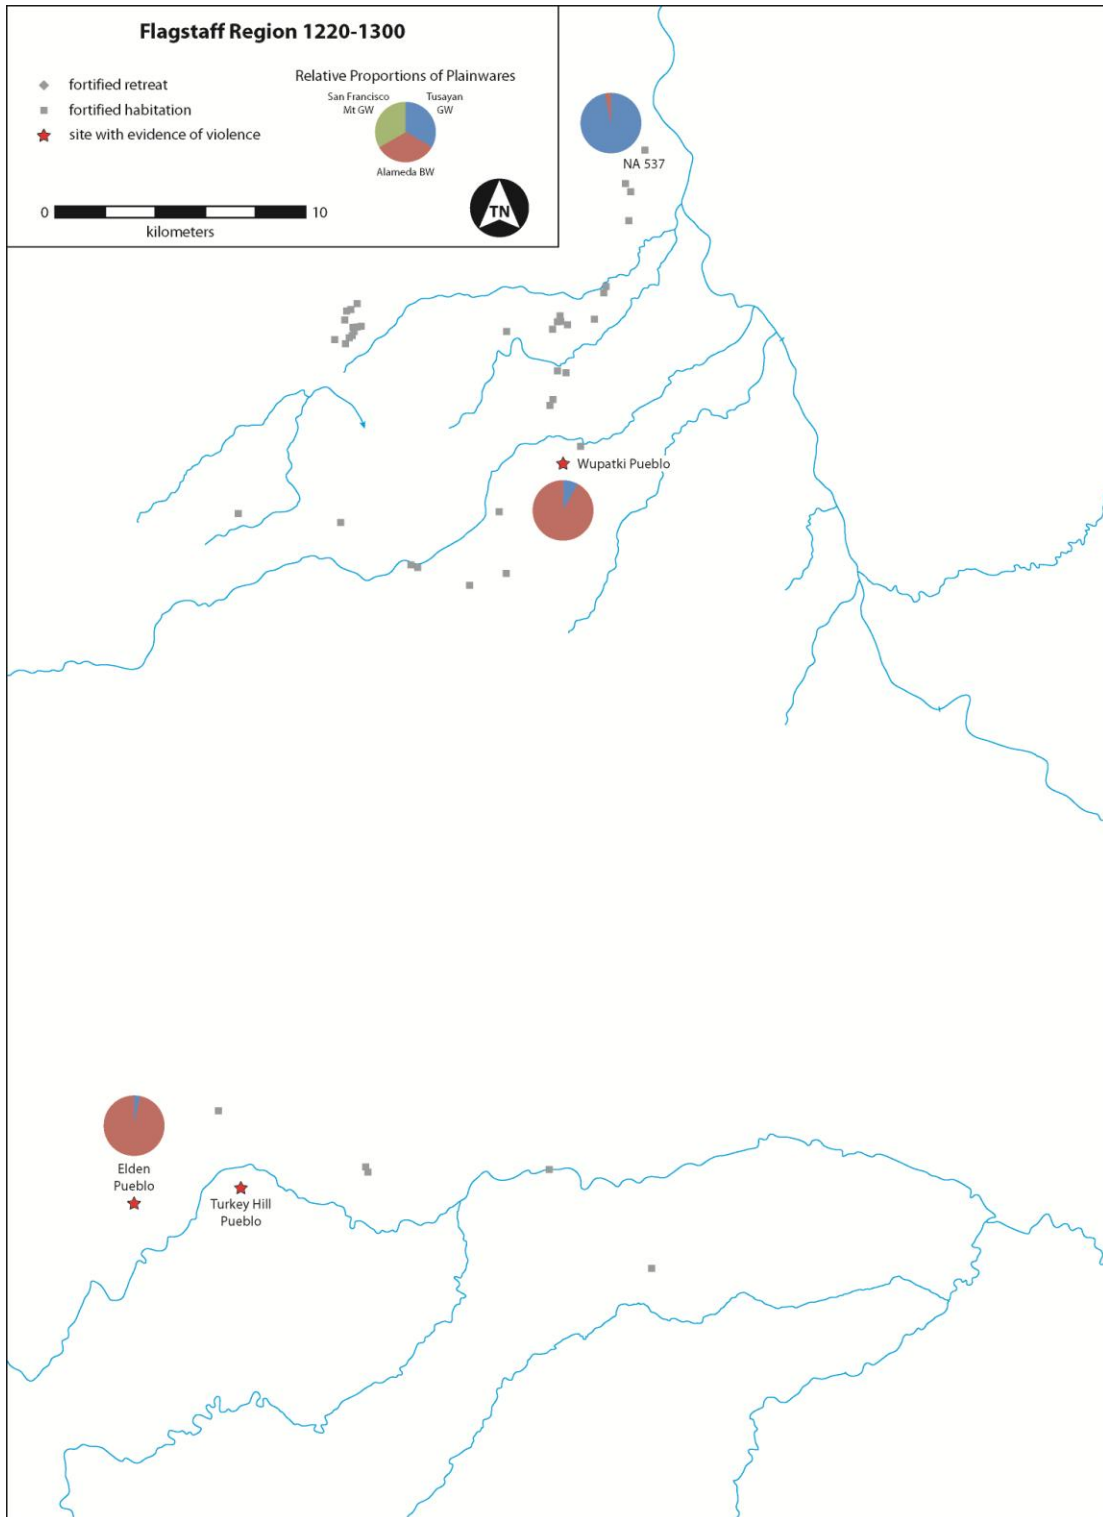 Flagstaff Region 1220-1300
fortified retreat
fortified habitation
site with evidence of violence
Relative Proportions of Plainwares
San Francisco
Mt GW
Tusayan
GW
Alameda BW
0
10
kilometers
TN
NA 537
Wupatki Pueblo
Elden
Pueblo
Turkey Hill
Pueblo